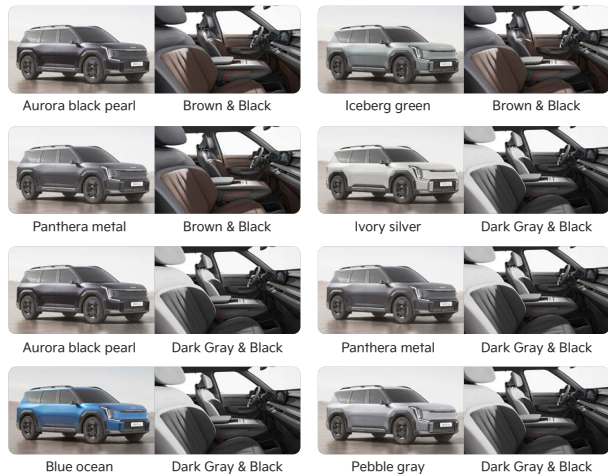 Aurora black pearl Brown & Black Iceberg green Brown & Black
Panthera metal Brown & Black Ivory silver Dark Gray & Black
Aurora black pearl Dark Gray & Black Panthera metal Dark Gray & Black
Blue ocean Dark Gray & Black Pebble gray Dark Gray & Black